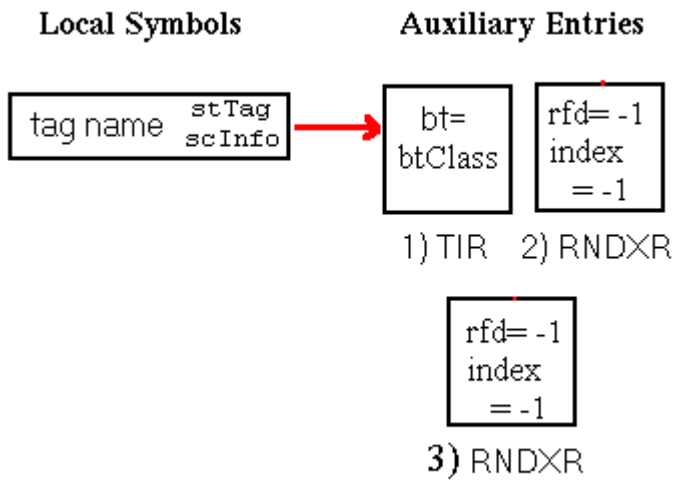 Local Symbols
Auxiliary Entries
tag name
stTag
scInfo
bt=
btClass
rfd= -1
index
= -1
1) TIR
2) RNDXR
rfd= -1
index
= -1
3) RNDXR